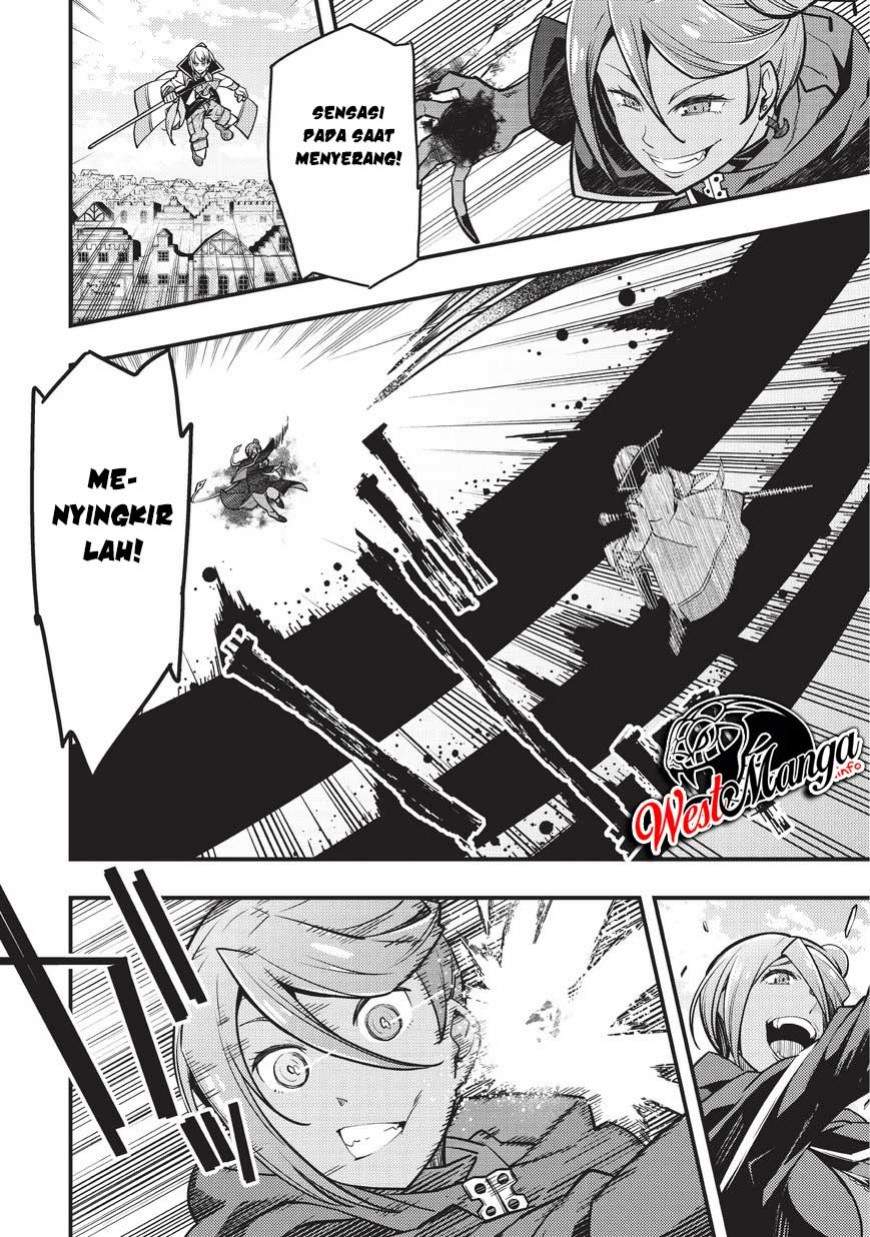 SENSASI
PADA SAAT
MENYERANG!
ME-
NYINGKIR
LAH!
WestManga
.info